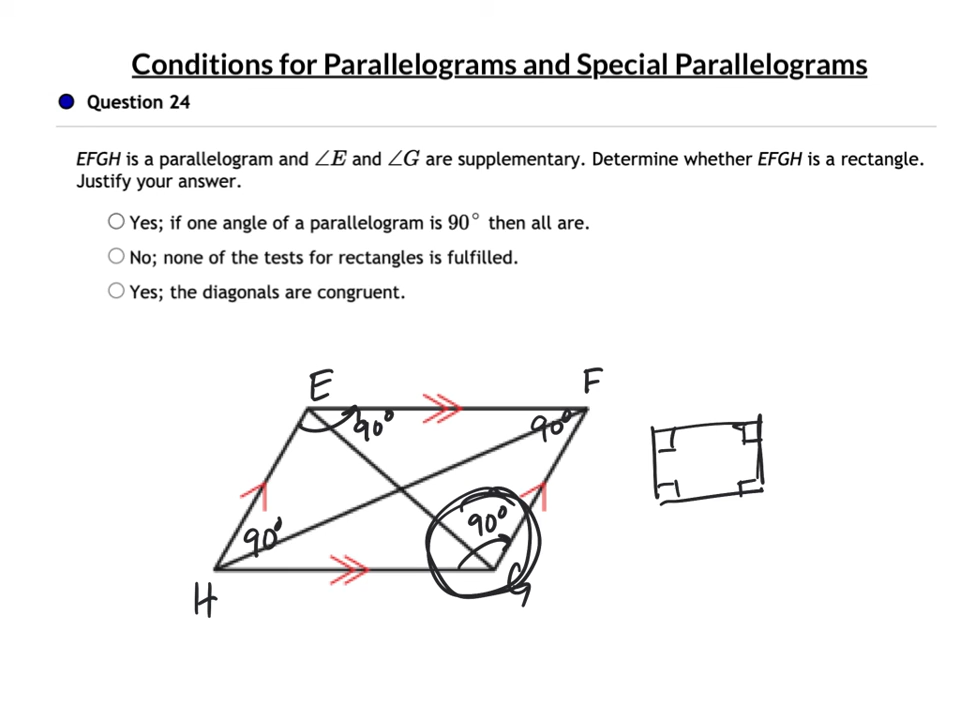 Conditions for Parallelograms and Special Parallelograms
Question 24
EFGH is a parallelogram and ∠E and ∠G are supplementary. Determine whether EFGH is a rectangle.
Justify your answer.
Yes; if one angle of a parallelogram is 90° then all are.
No; none of the tests for rectangles is fulfilled.
Yes; the diagonals are congruent.
E
F
90°
90°
90°
90°
G
H